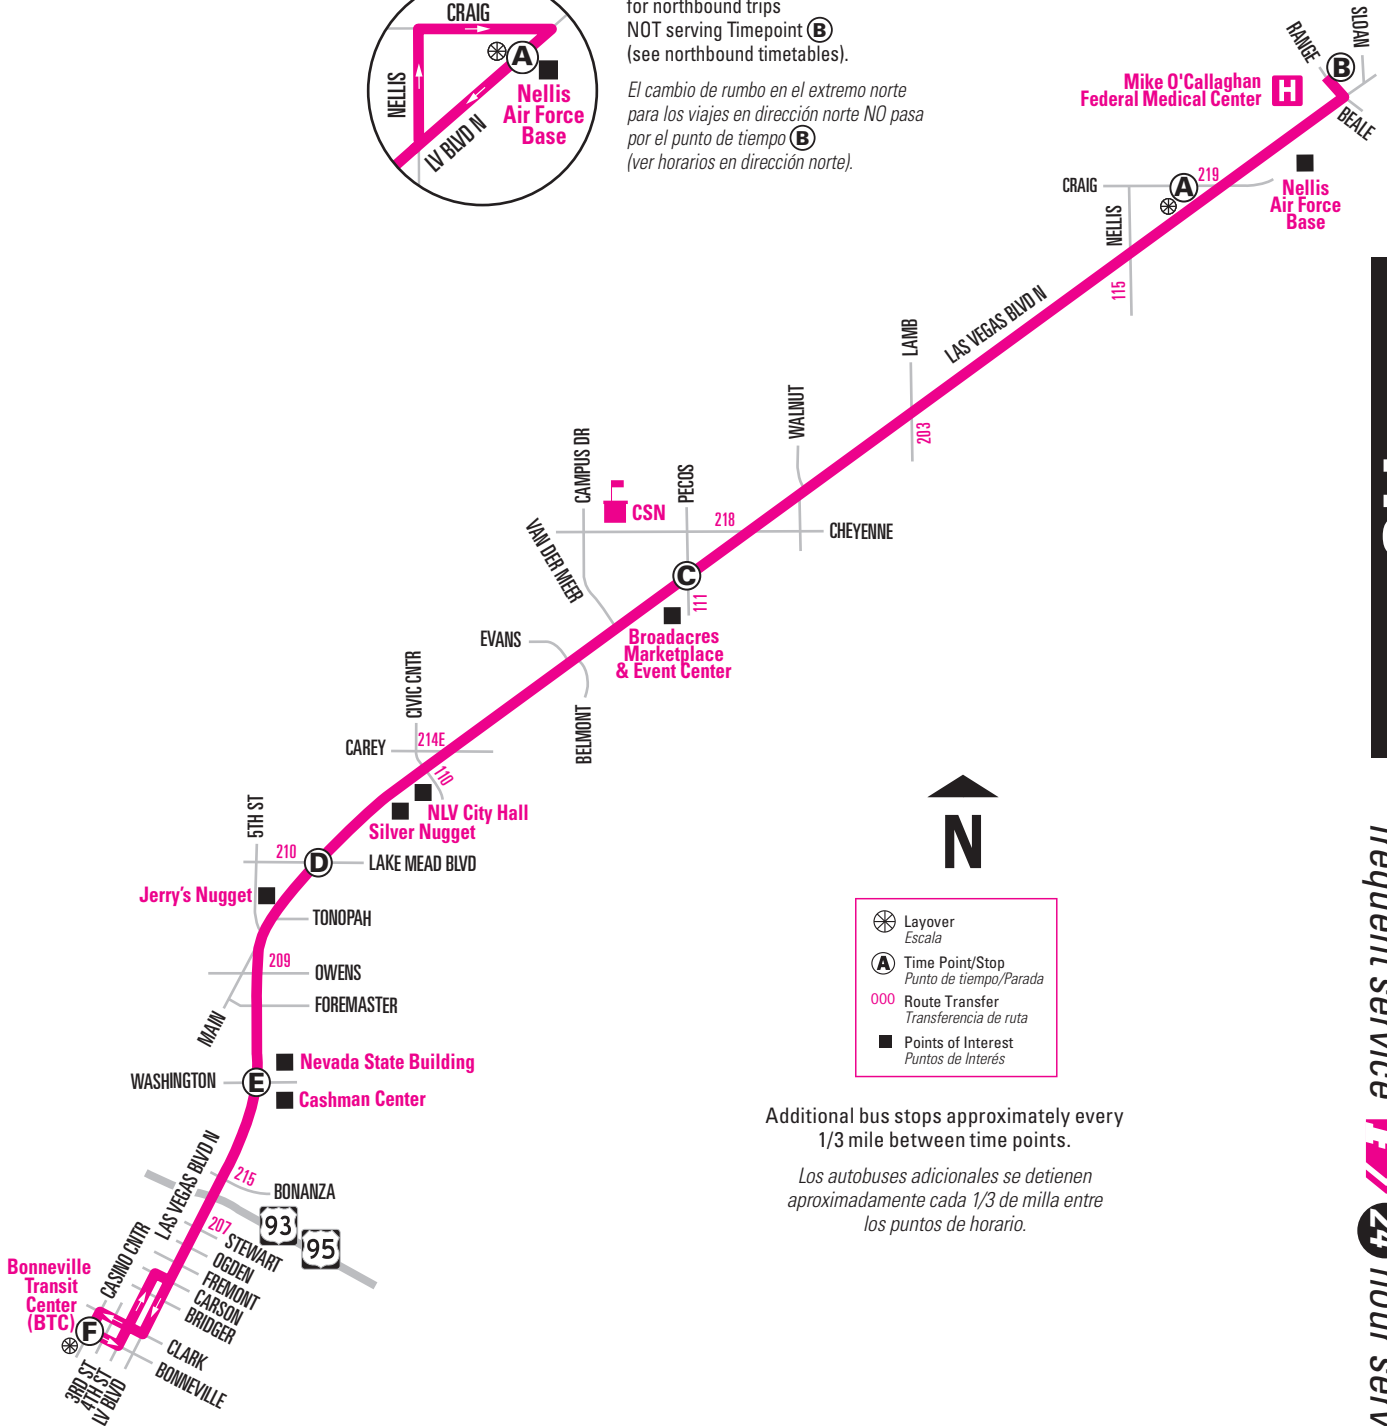 CRAIG
NELLIS
A
Nellis
Air Force
Base
LV BLVD N
for northbound trips
NOT serving Timepoint B
(see northbound timetables).
El cambio de rumbo en el extremo norte
para los viajes en dirección norte NO pasa
por el punto de tiempo B
(ver horarios en dirección norte).
RANGE
SLOAN
B
Mike O'Callaghan
Federal Medical Center
H
BEALE
CRAIG
A
219
Nellis
Air Force
Base
NELLIS
115
LAS VEGAS BLVD N
LAMB
203
WALNUT
CAMPUS DR
CSN
PECOS
218
CHEYENNE
VAN DER MEER
C
111
Broadacres
Marketplace
& Event Center
EVANS
BELMONT
CIVIC CNTR
CAREY
214E
110
NLV City Hall
Silver Nugget
5TH ST
210
D
LAKE MEAD BLVD
Jerry's Nugget
TONOPAH
209
OWENS
FOREMASTER
MAIN
Nevada State Building
WASHINGTON
E
Cashman Center
LAS VEGAS BLVD N
215
BONANZA
93
95
207
STEWART
OGDEN
FREMONT
CARSON
BRIDGER
CASINO CNTR
Bonneville
Transit
Center
(BTC)
F
CLARK
BONNEVILLE
3RD ST
4TH ST
LV BLVD
N
Layover
Escala
A
Time Point/Stop
Punto de tiempo/Parada
000
Route Transfer
Transferencia de ruta
Points of Interest
Puntos de Interés
Additional bus stops approximately every
1/3 mile between time points.
Los autobuses adicionales se detienen
aproximadamente cada 1/3 de milla entre
los puntos de horario.
frequent service
24 hour